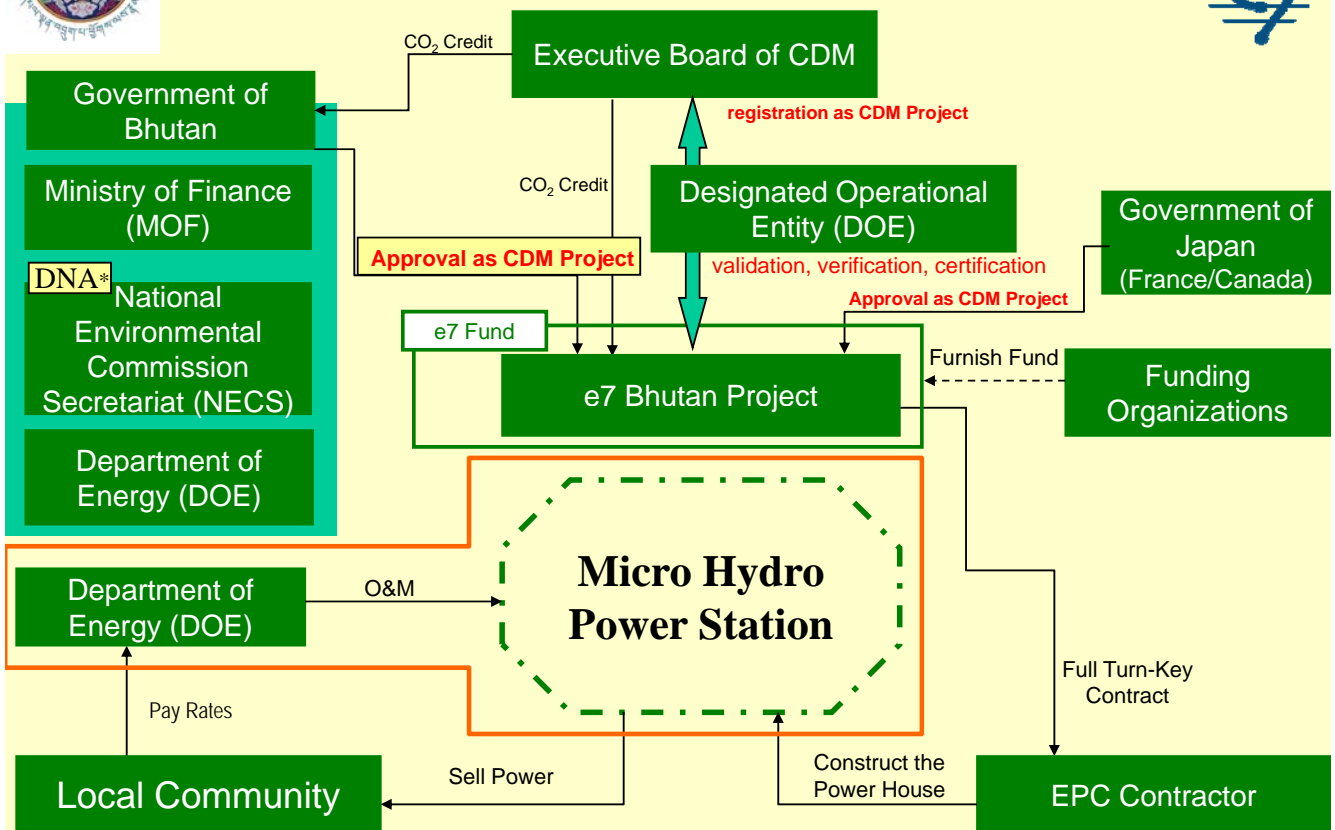 CO2 Credit
Executive Board of CDM
Government of
Bhutan
registration as CDM Project
Ministry of Finance
(MOF)
CO2 Credit
Designated Operational
Entity (DOE)
Government of
Japan
(France/Canada)
Approval as CDM Project
validation, verification, certification
DNA*
National
Environmental
Commission
Secretariat (NECS)
Approval as CDM Project
e7 Fund
Furnish Fund
e7 Bhutan Project
Funding
Organizations
Department of
Energy (DOE)
Micro Hydro
Power Station
Department of
Energy (DOE)
O&M
Full Turn-Key
Contract
Pay Rates
Local Community
Sell Power
Construct the
Power House
EPC Contractor